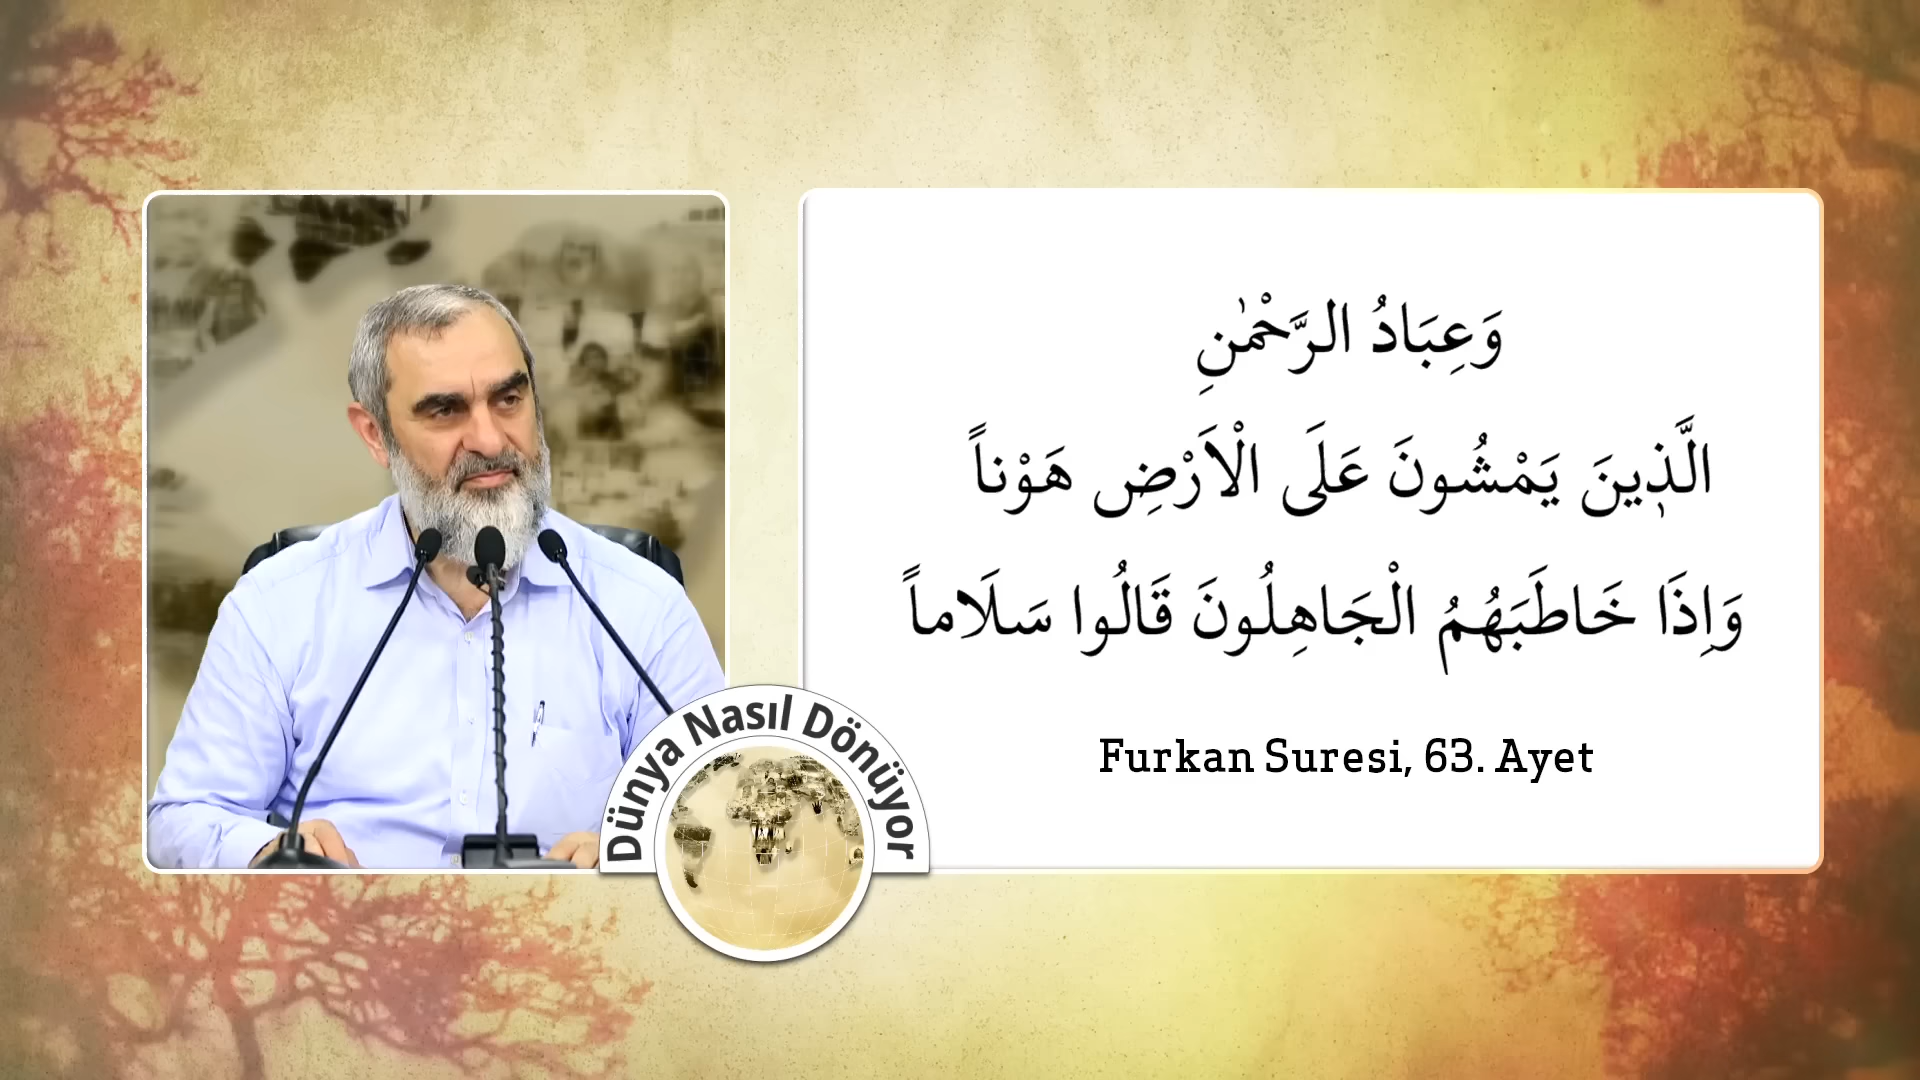 وَعِبَادُ الرَّحْمٰنِ
الَّذ۪ينَ يَمْشُونَ عَلَى الْاَرْضِ هَوْناً
وَاِذَا خَاطَبَهُمُ الْجَاهِلُونَ قَالُوا سَلَاماً
Furkan Suresi, 63. Ayet
Dünya Nasıl Dönüyor